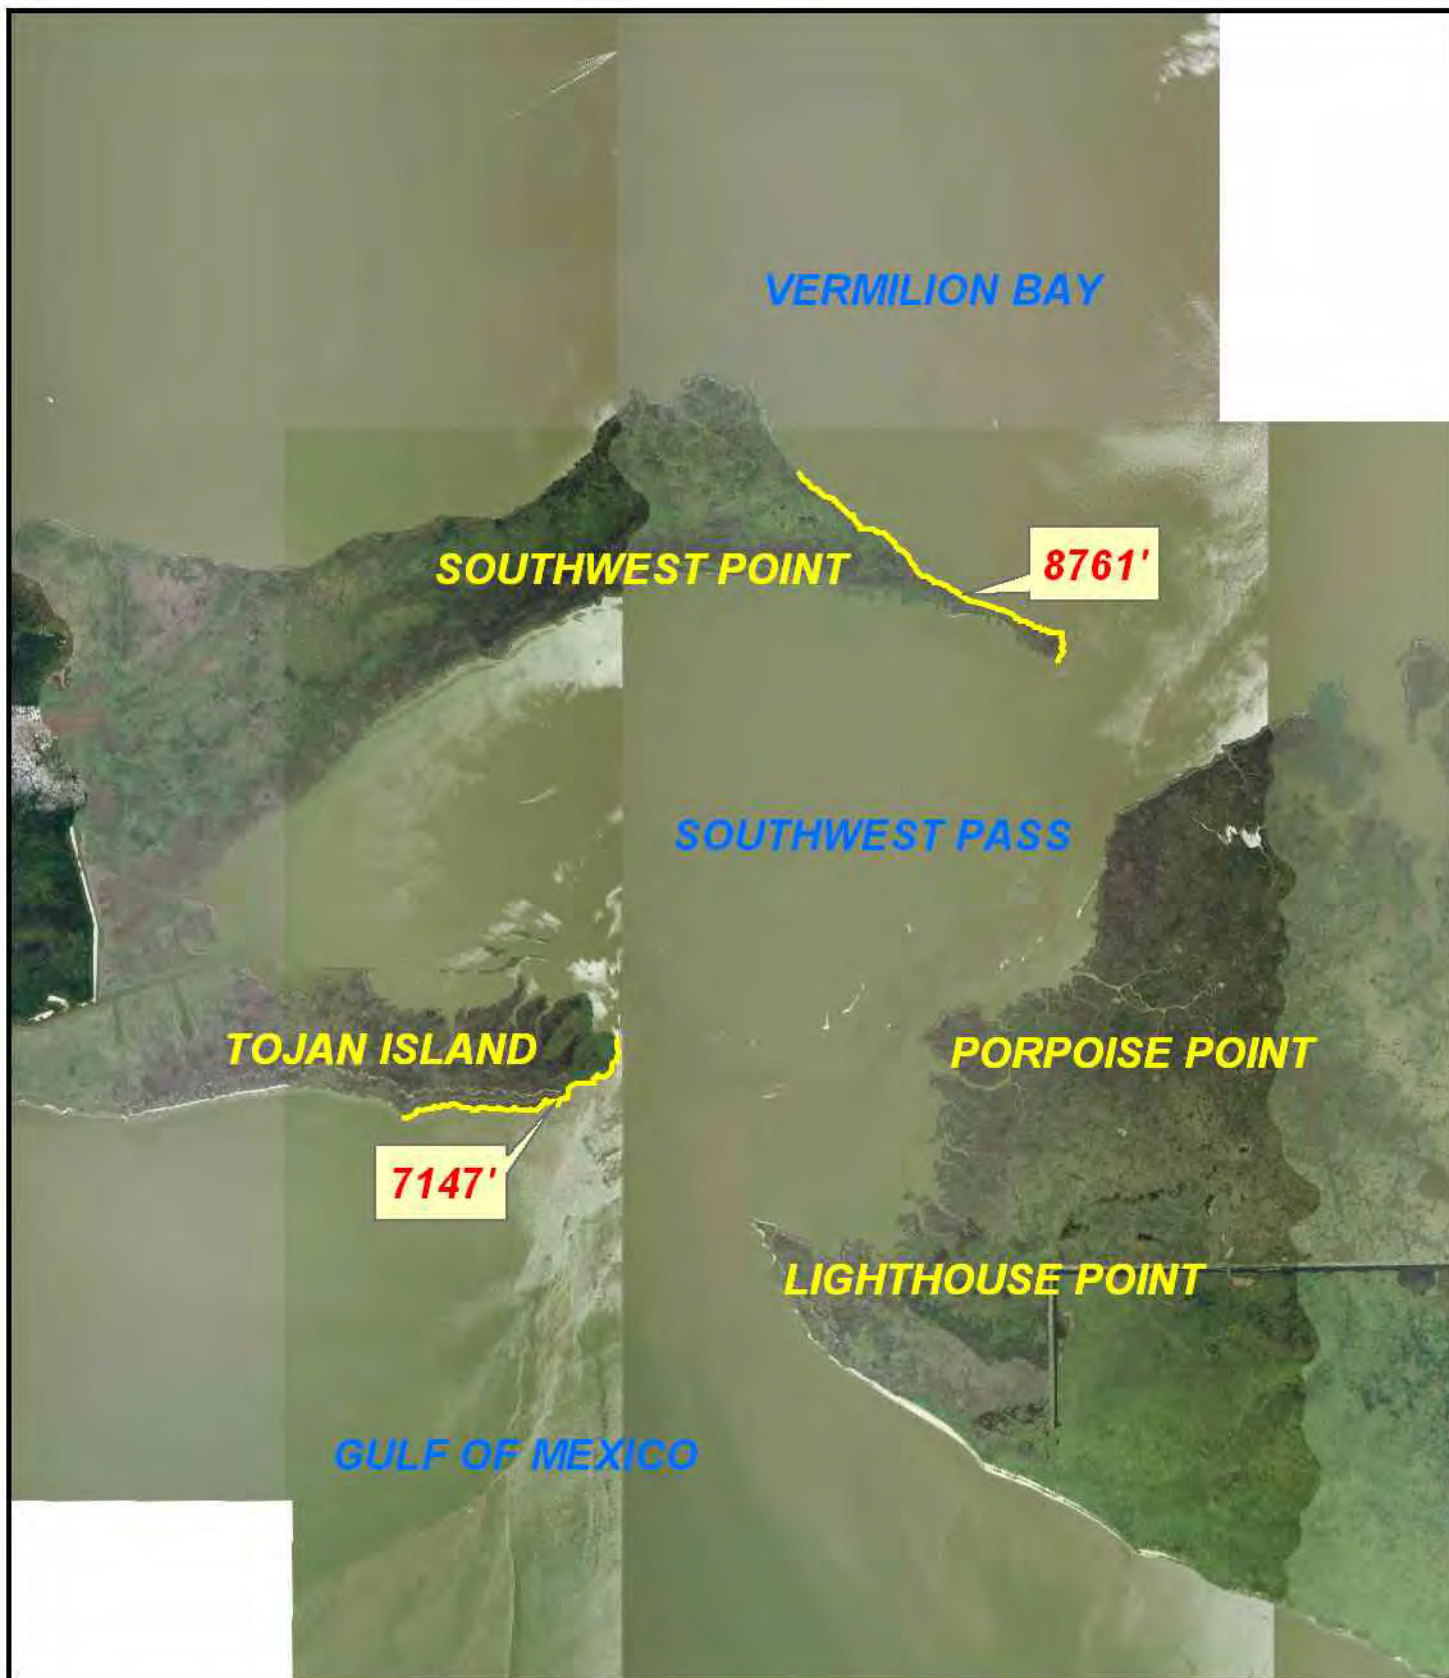 VERMILION BAY
SOUTHWEST POINT
8761'
SOUTHWEST PASS
TOJAN ISLAND
PORPOISE POINT
7147'
LIGHTHOUSE POINT
GULF OF MEXICO